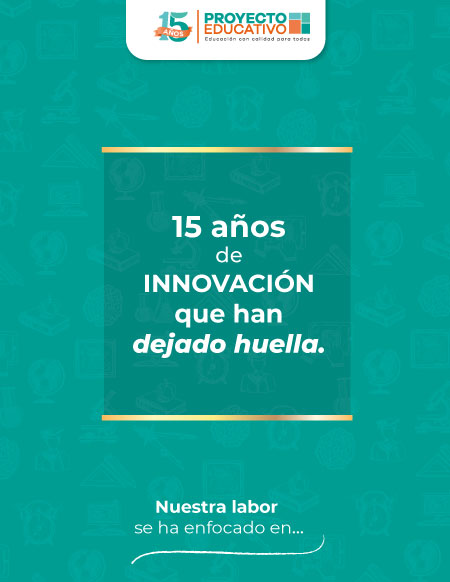 15 AÑOS
PROYECTO
EDUCATIVO
Educación con calidad para todos
15 años
de
INNOVACIÓN
que han
dejado huella.
Nuestra labor
se ha enfocado en...